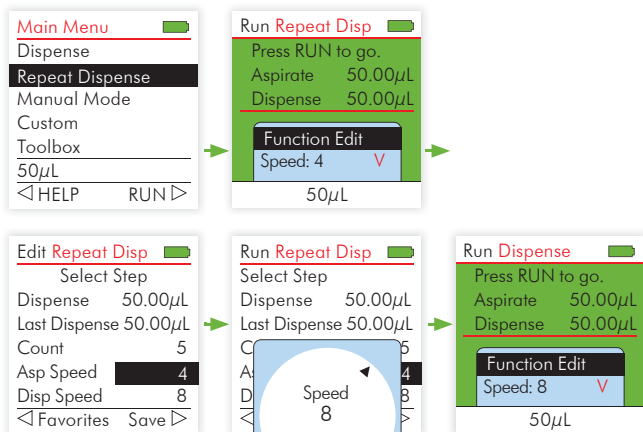 Main Menu
Dispense
Repeat Dispense
Manual Mode
Custom
Toolbox
50µL
◁ HELP RUN ▷
Run Repeat Disp
Press RUN to go.
Aspirate 50.00µL
Dispense 50.00µL
Function Edit
Speed: 4 V
50µL
Edit Repeat Disp
Select Step
Dispense 50.00µL
Last Dispense 50.00µL
Count 5
Asp Speed 4
Disp Speed 8
◁ Favorites Save ▷
Run Repeat Disp
Select Step
Dispense 50.00µL
Last Dispense 50.00µL
C 5
A 4
D 8
Speed
8
Run Dispense
Press RUN to go.
Aspirate 50.00µL
Dispense 50.00µL
Function Edit
Speed: 8 V
50µL